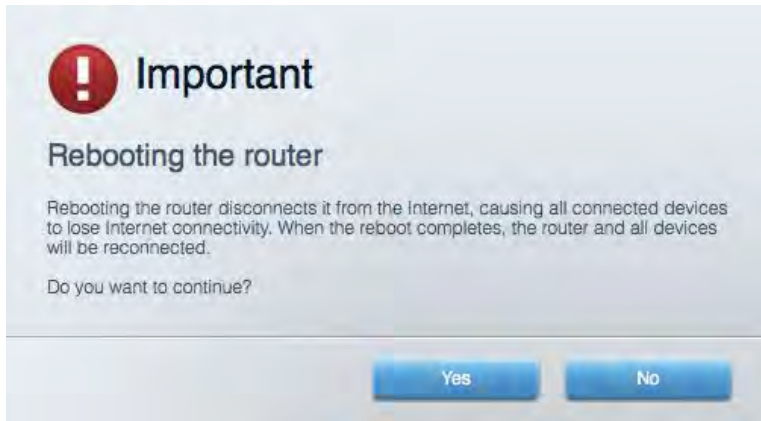 Important
Rebooting the router
Rebooting the router disconnects it from the Internet, causing all connected devices
to lose Internet connectivity. When the reboot completes, the router and all devices
will be reconnected.
Do you want to continue?
Yes No